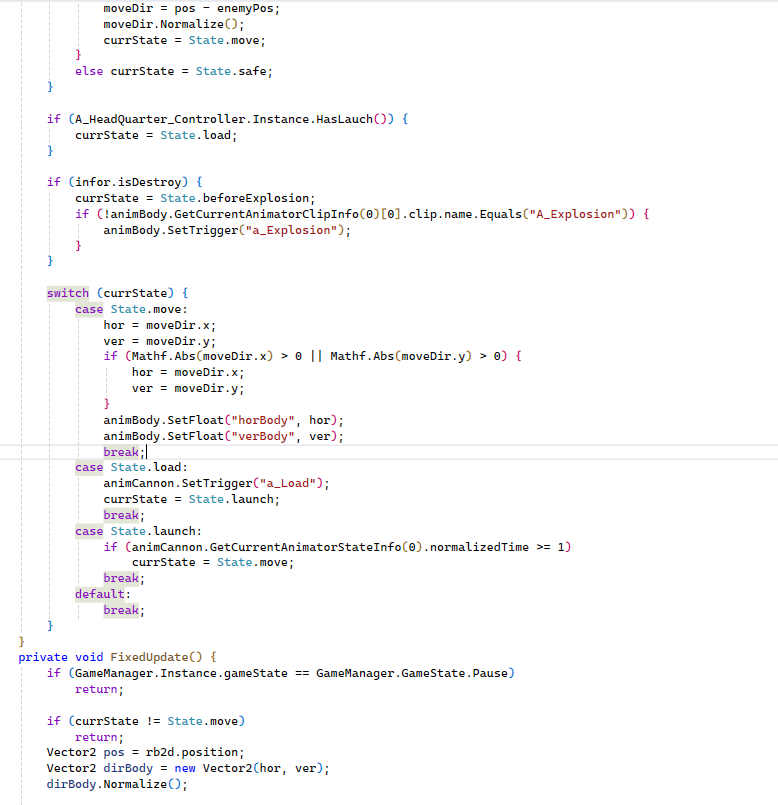 moveDir = pos - enemyPos;
moveDir.Normalize();
currState = State.move;
}
else currState = State.safe;
}
if (A_HeadQuarter_Controller.Instance.HasLauch()) {
currState = State.load;
}
if (infor.isDestroy) {
currState = State.beforeExplosion;
if (!animBody.GetCurrentAnimatorClipInfo(0)[0].clip.name.Equals("A_Explosion")) {
animBody.SetTrigger("a_Explosion");
}
}
switch (currState) {
case State.move:
hor = moveDir.x;
ver = moveDir.y;
if (Mathf.Abs(moveDir.x) > 0 || Mathf.Abs(moveDir.y) > 0) {
hor = moveDir.x;
ver = moveDir.y;
}
animBody.SetFloat("horBody", hor);
animBody.SetFloat("verBody", ver);
break;
case State.load:
animCannon.SetTrigger("a_Load");
currState = State.launch;
break;
case State.launch:
if (animCannon.GetCurrentAnimatorStateInfo(0).normalizedTime >= 1)
currState = State.move;
break;
default:
break;
}
}
private void FixedUpdate() {
if (GameManager.Instance.gameState == GameManager.GameState.Pause)
return;
if (currState != State.move)
return;
Vector2 pos = rb2d.position;
Vector2 dirBody = new Vector2(hor, ver);
dirBody.Normalize();